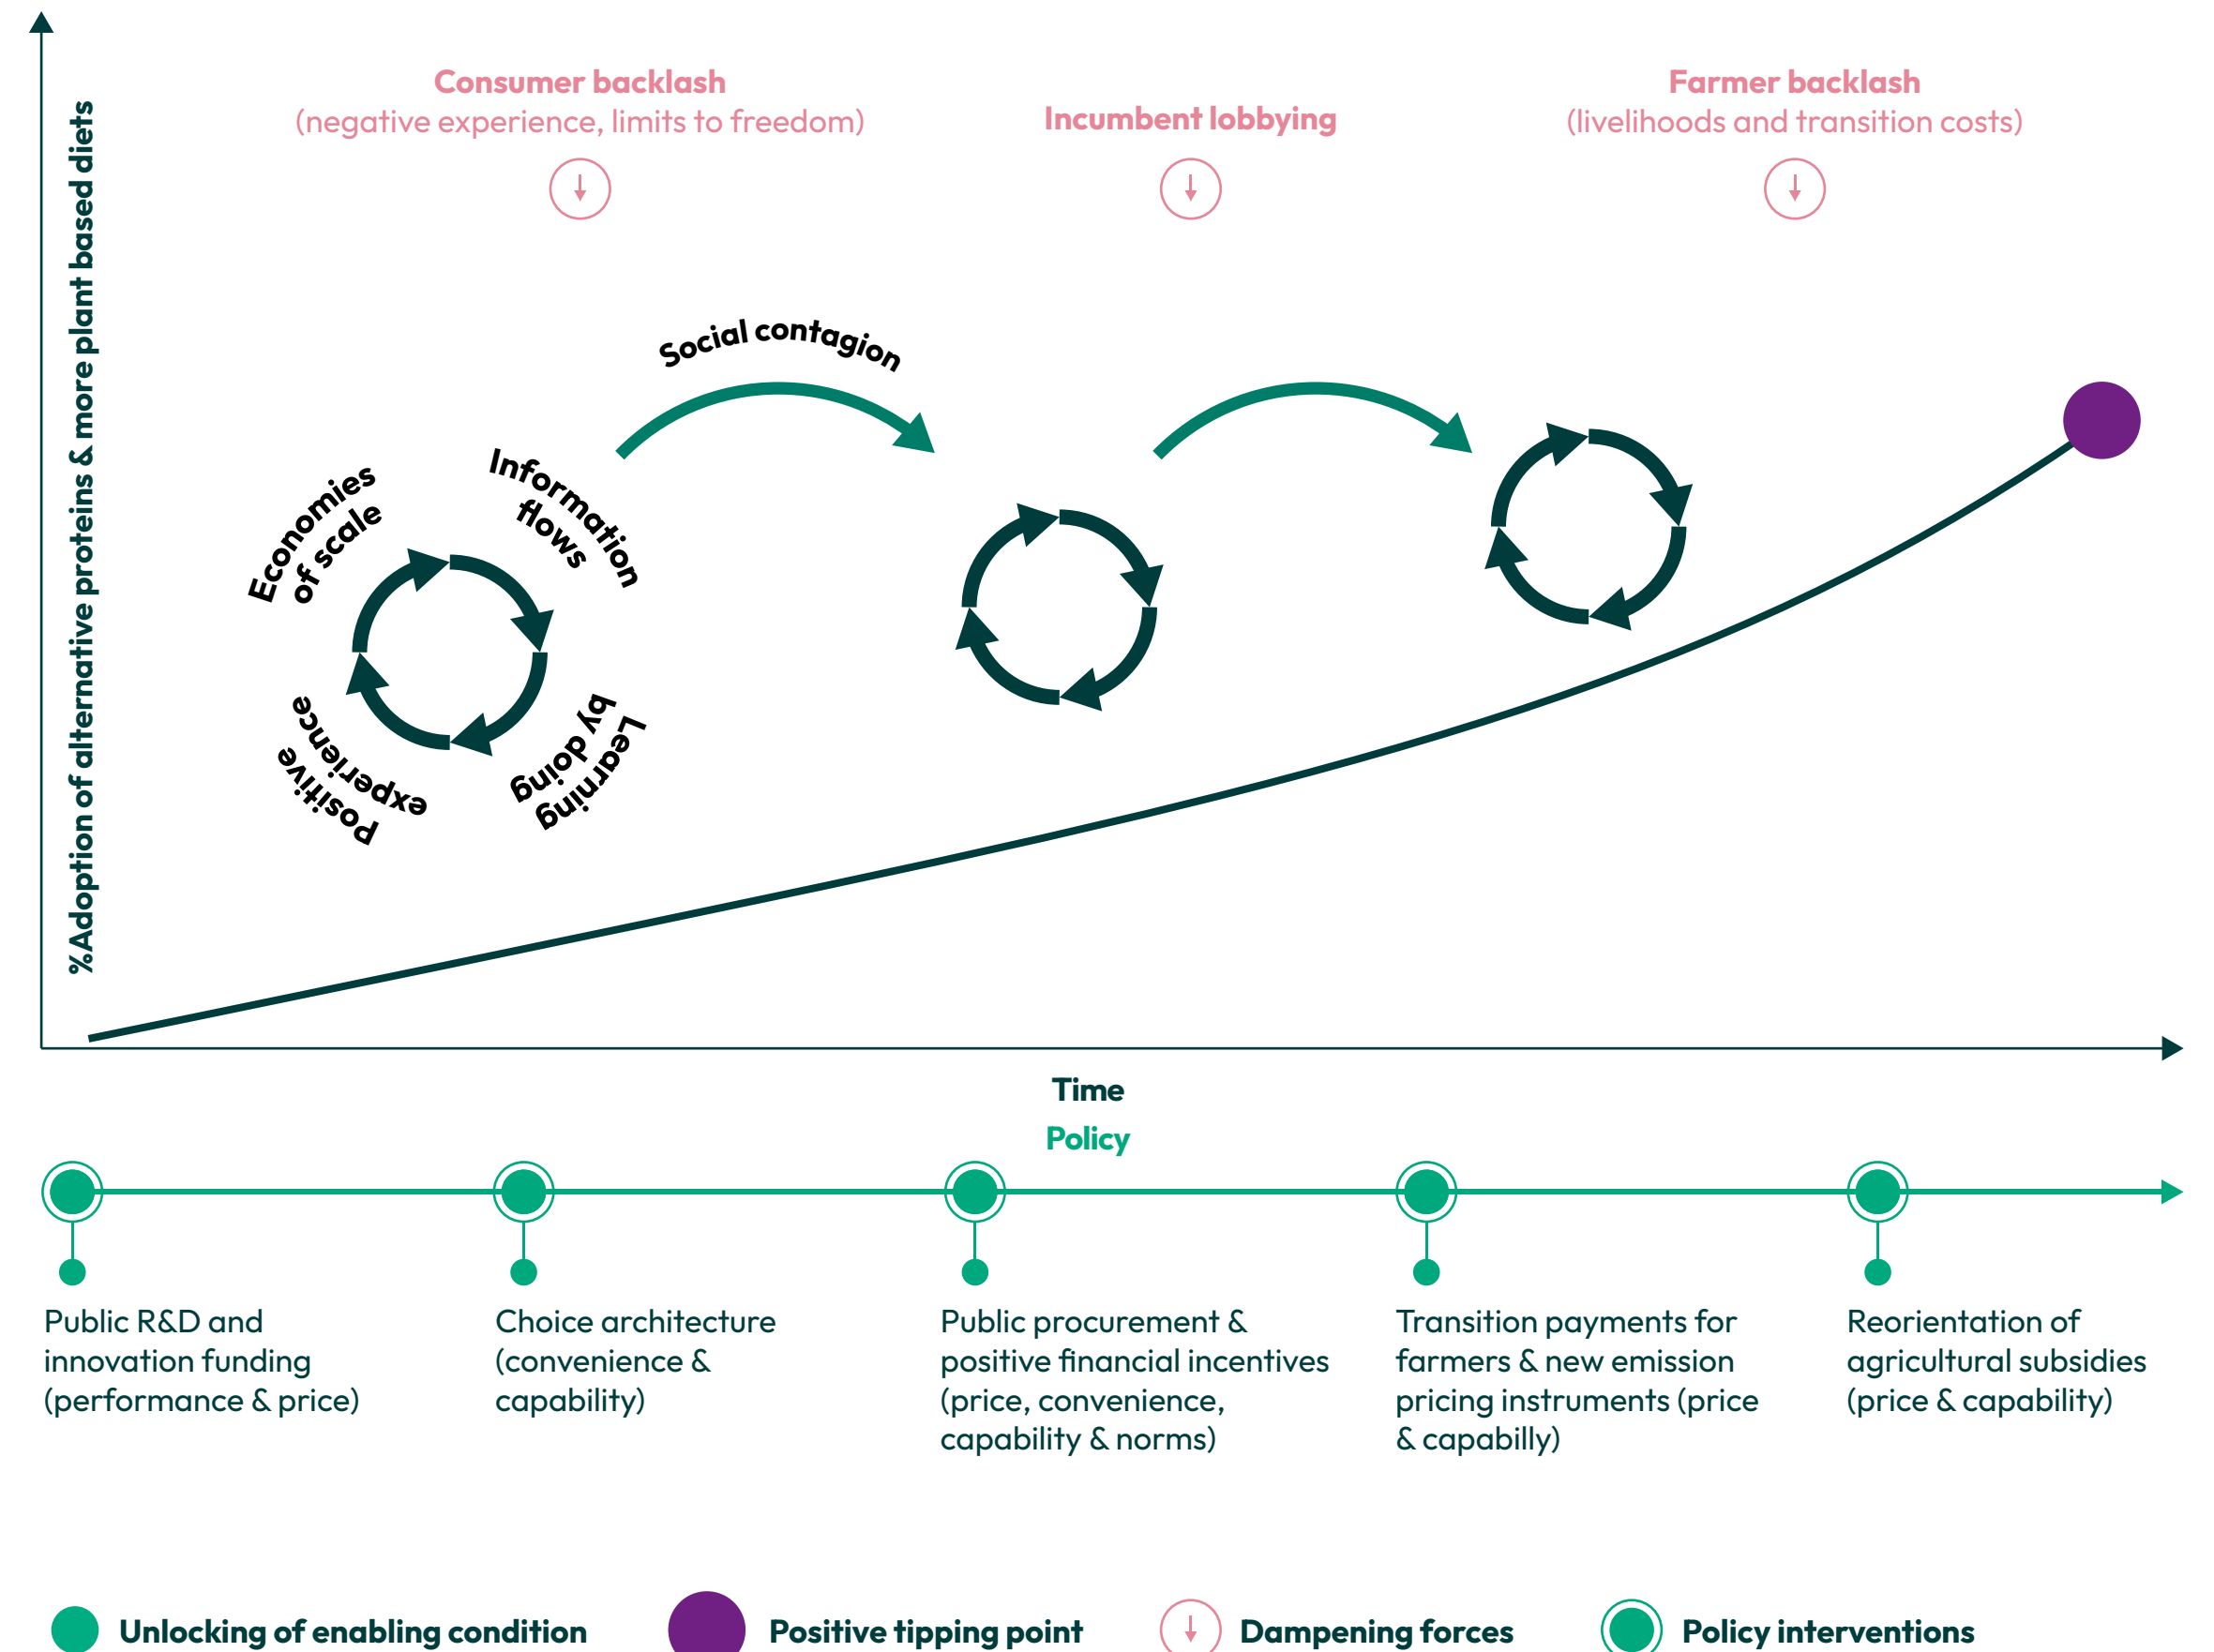 %Adoption of alternative proteins & more plant based diets
Consumer backlash
(negative experience, limits to freedom)
Incumbent lobbying
Farmer backlash
(livelihoods and transition costs)
Social contagion
Economies
of scale
Information
flows
Learning
by doing
Positive
experience
Time
Policy
Public R&D and
innovation funding
(performance & price)
Choice architecture
(convenience &
capability)
Public procurement &
positive financial incentives
(price, convenience,
capability & norms)
Transition payments for
farmers & new emission
pricing instruments (price
& capabilly)
Reorientation of
agricultural subsidies
(price & capability)
Unlocking of enabling condition
Positive tipping point
Dampening forces
Policy interventions